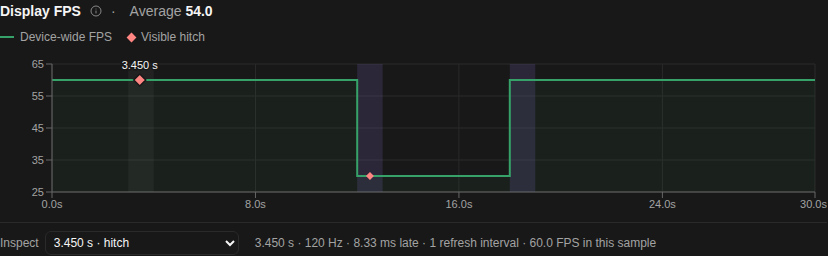 Display FPS ⓘ · Average 54.0
Device-wide FPS Visible hitch
3.450 s
65
55
45
35
25
0.0s 8.0s 16.0s 24.0s 30.0s
Inspect 3.450 s · hitch 3.450 s · 120 Hz · 8.33 ms late · 1 refresh interval · 60.0 FPS in this sample